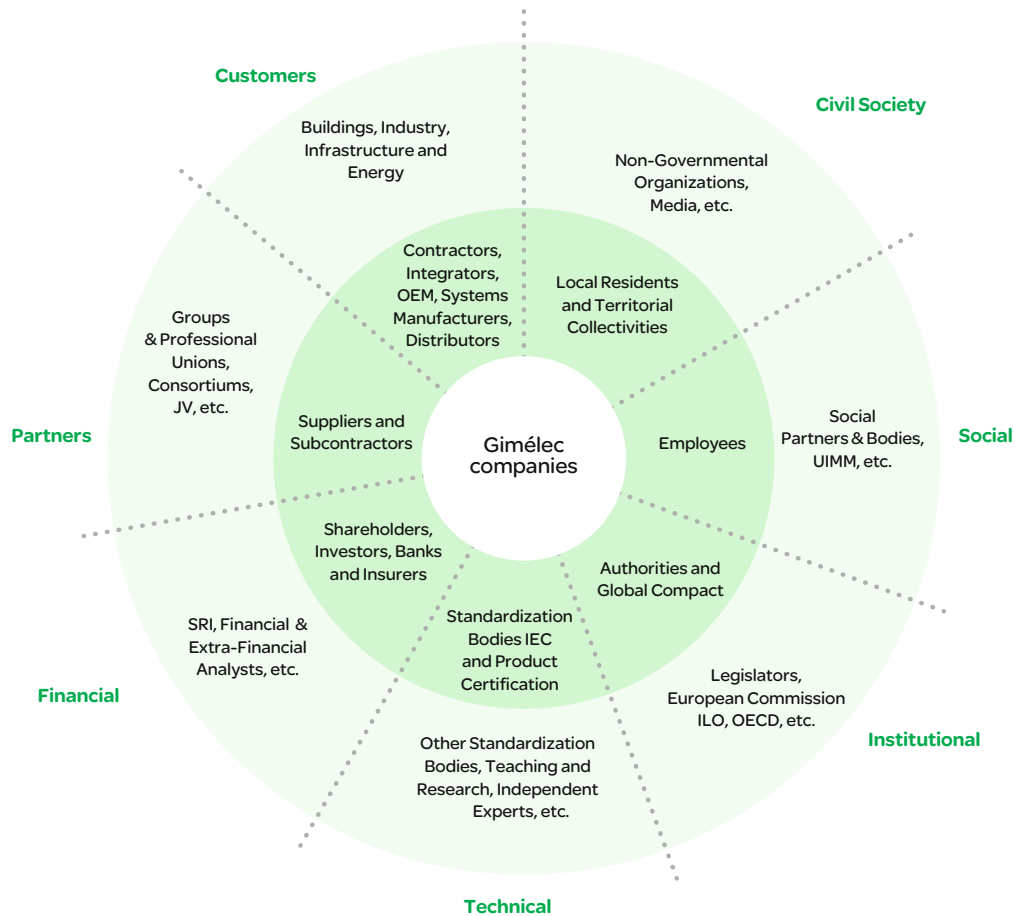 Customers
Buildings, Industry,
Infrastructure and
Energy
Contractors,
Integrators,
OEM, Systems
Manufacturers,
Distributors
Civil Society
Non-Governmental
Organizations,
Media, etc.
Local Residents
and Territorial
Collectivities
Social
Social
Partners & Bodies,
UIMM, etc.
Employees
Institutional
Legislators,
European Commission
ILO, OECD, etc.
Authorities and
Global Compact
Technical
Other Standardization
Bodies, Teaching and
Research, Independent
Experts, etc.
Standardization
Bodies IEC
and Product
Certification
Financial
SRI, Financial &
Extra-Financial
Analysts, etc.
Shareholders,
Investors, Banks
and Insurers
Partners
Groups
& Professional
Unions,
Consortiums,
JV, etc.
Suppliers and
Subcontractors
Gimélec
companies